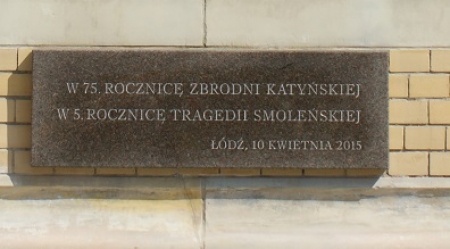 W 75. ROCZNICĘ ZBRODNI KATYŃSKIEJ
W 5. ROCZNICĘ TRAGEDII SMOLEŃSKIEJ
ŁÓDŹ, 10 KWIETNIA 2015